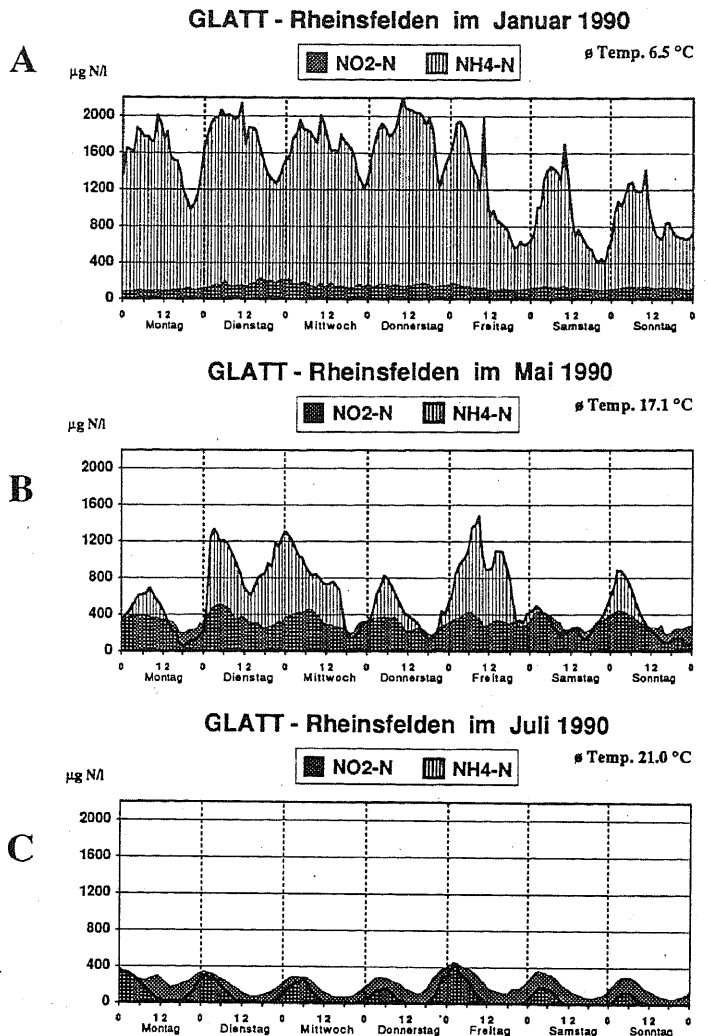 GLATT - Rheinsfelden im Januar 1990
A
µg N/l
NO2-N NH4-N
ø Temp. 6.5 °C
2000
1600
1200
800
400
0
0 12 0 12 0 12 0 12 0 12 0 12 0 12 0
Montag Dienstag Mittwoch Donnerstag Freitag Samstag Sonntag
GLATT - Rheinsfelden im Mai 1990
B
µg N/l
NO2-N NH4-N
ø Temp. 17.1 °C
2000
1600
1200
800
400
0
0 12 0 12 0 12 0 12 0 12 0 12 0 12 0
Montag Dienstag Mittwoch Donnerstag Freitag Samstag Sonntag
GLATT - Rheinsfelden im Juli 1990
C
µg N/l
NO2-N NH4-N
ø Temp. 21.0 °C
2000
1600
1200
800
400
0
0 12 0 12 0 12 0 12 0 12 0 12 0 12 0
Montag Dienstag Mittwoch Donnerstag Freitag Samstag Sonntag